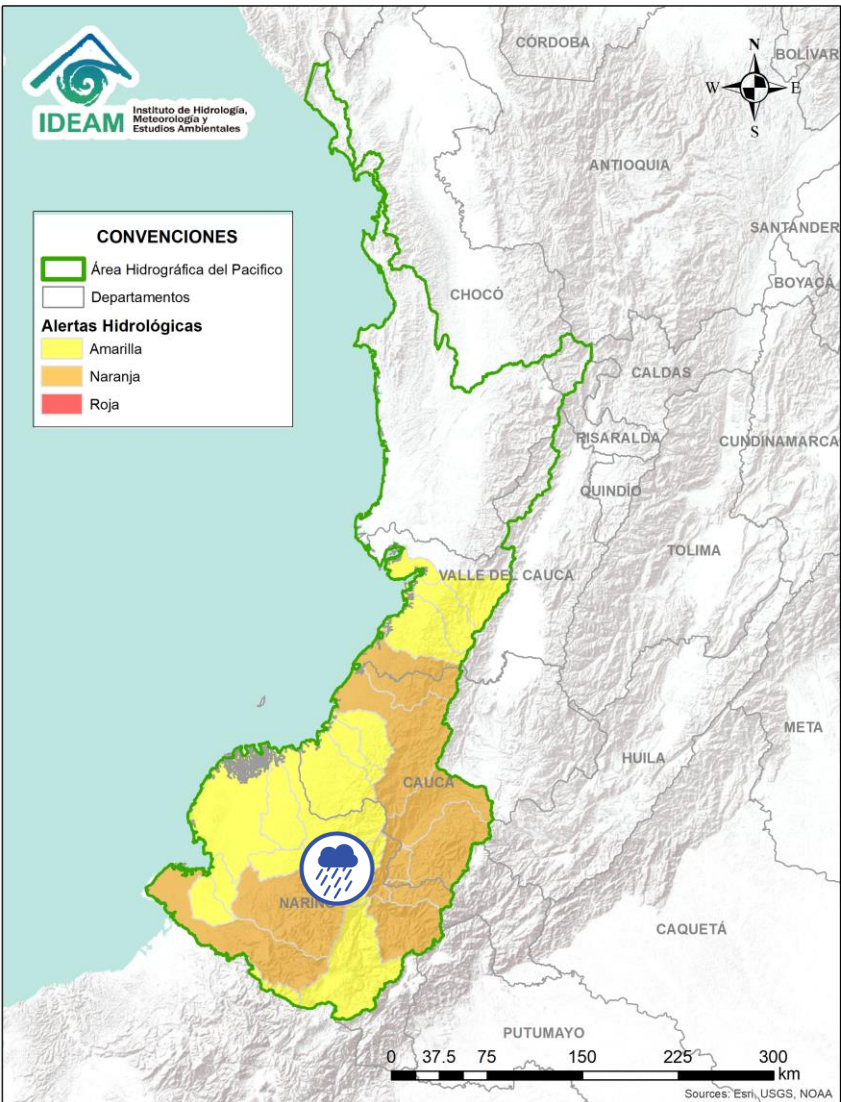 IDEAM
Instituto de Hidrología,
Meteorología y
Estudios Ambientales
CÓRDOBA
BOLÍVAR
N
W E
S
ANTIOQUIA
SANTANDER
CONVENCIONES
Área Hidrográfica del Pacifico
Departamentos
Alertas Hidrológicas
Amarilla
Naranja
Roja
BOYACÁ
CHOCÓ
CALDAS
RISARALDA
CUNDINAMARCA
QUINDÍO
TOLIMA
VALLE DEL CAUCA
META
HUILA
CAUCA
NARIÑO
CAQUETÁ
PUTUMAYO
0 37.5 75 150 225 300
km
Sources: Esri, USGS, NOAA